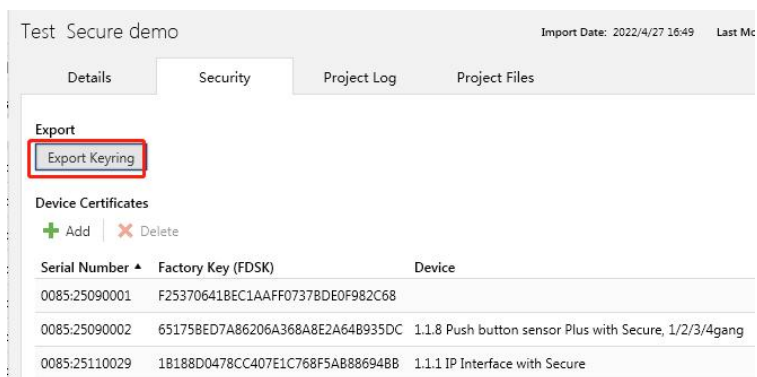 Test Secure demo
Import Date: 2022/4/27 16:49 Last Mo
Details Security Project Log Project Files
Export
Export Keyring
Device Certificates
Add Delete
Serial Number Factory Key (FDSK) Device
0085:25090001 F25370641BEC1AAFF0737BDE0F982C68
0085:25090002 65175BED7A86206A368A8E2A64B935DC 1.1.8 Push button sensor Plus with Secure, 1/2/3/4gang
0085:25110029 1B188D0478CC407E1C768F5AB88694BB 1.1.1 IP Interface with Secure